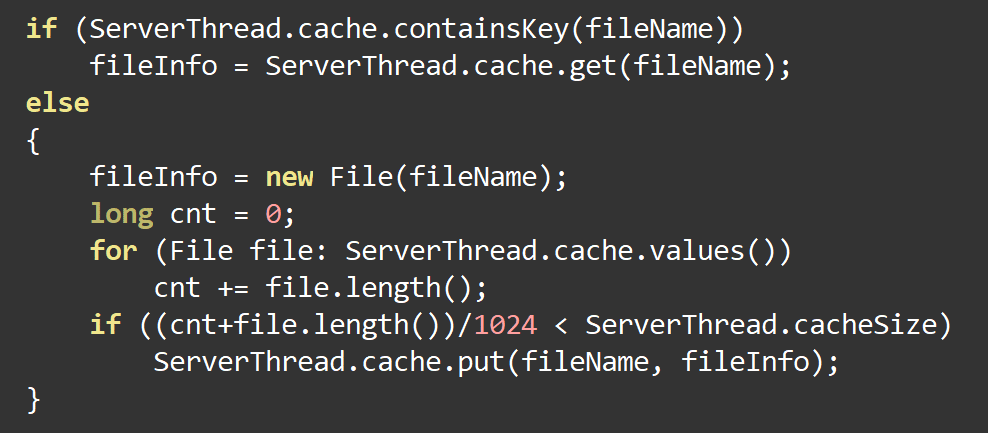 if (ServerThread.cache.containsKey(fileName))
    fileInfo = ServerThread.cache.get(fileName);
else
{
    fileInfo = new File(fileName);
    long cnt = 0;
    for (File file: ServerThread.cache.values())
        cnt += file.length();
    if ((cnt+file.length())/1024 < ServerThread.cacheSize)
        ServerThread.cache.put(fileName, fileInfo);
}